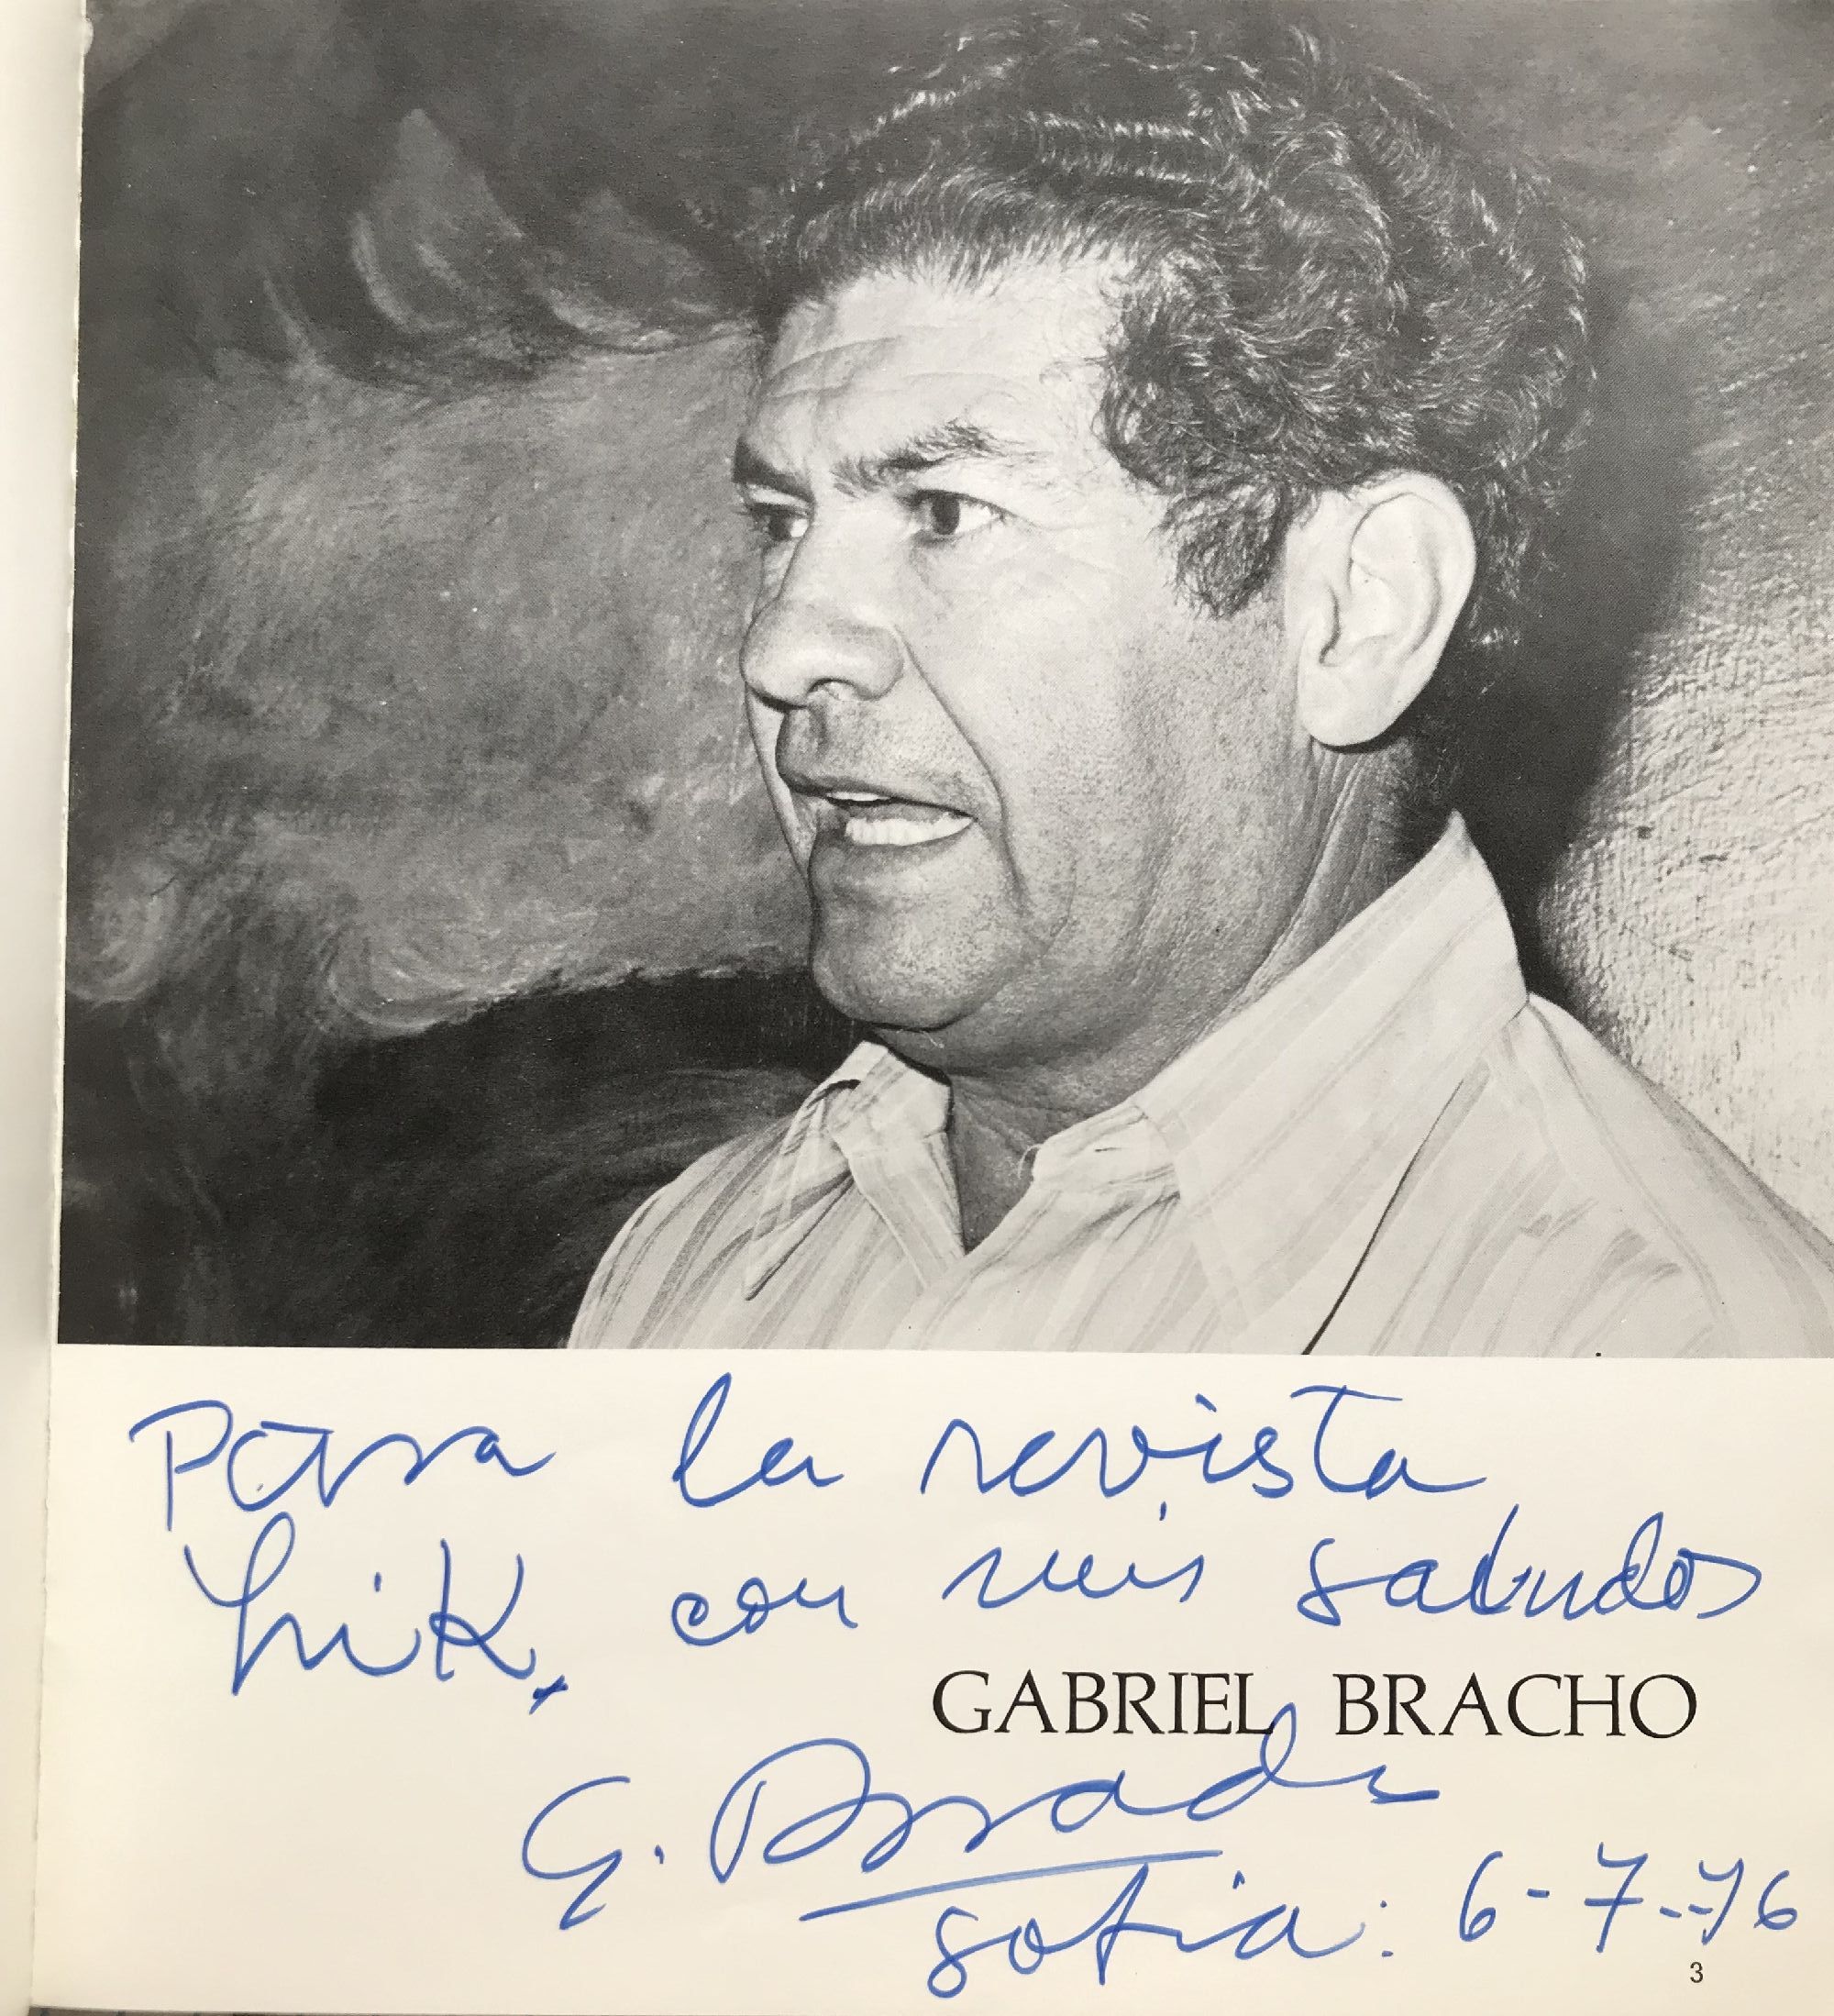 Para la revista
Lik, con mis saludos
GABRIEL BRACHO
G. Bracho
Sofia: 6-7-76
3